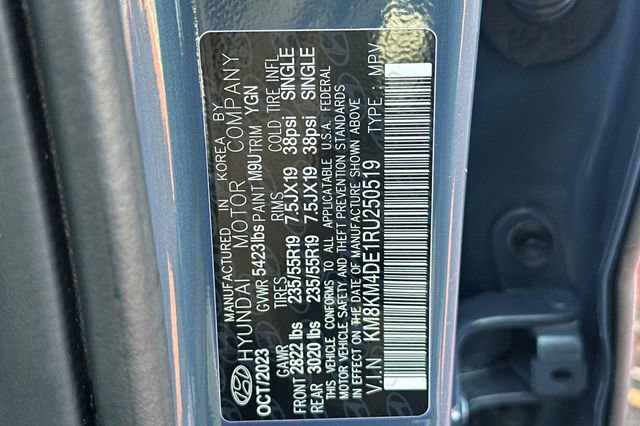 MANUFACTURED IN KOREA BY
HYUNDAI MOTOR COMPANY
OCT/2023 GVWR 5423lbs PAINT M9U TRIM YGN
GAWR TIRES RIMS COLD TIRE INFL
FRONT 2822 lbs 235/55R19 7.5JX19 38psi SINGLE
REAR 3020 lbs 235/55R19 7.5JX19 38psi SINGLE
THIS VEHICLE CONFORMS TO ALL APPLICABLE U.S.A. FEDERAL
MOTOR VEHICLE SAFETY AND THEFT PREVENTION STANDARDS
IN EFFECT ON THE DATE OF MANUFACTURE SHOWN ABOVE
V.I.N KM8KM4DE1RU250519 TYPE : MPV